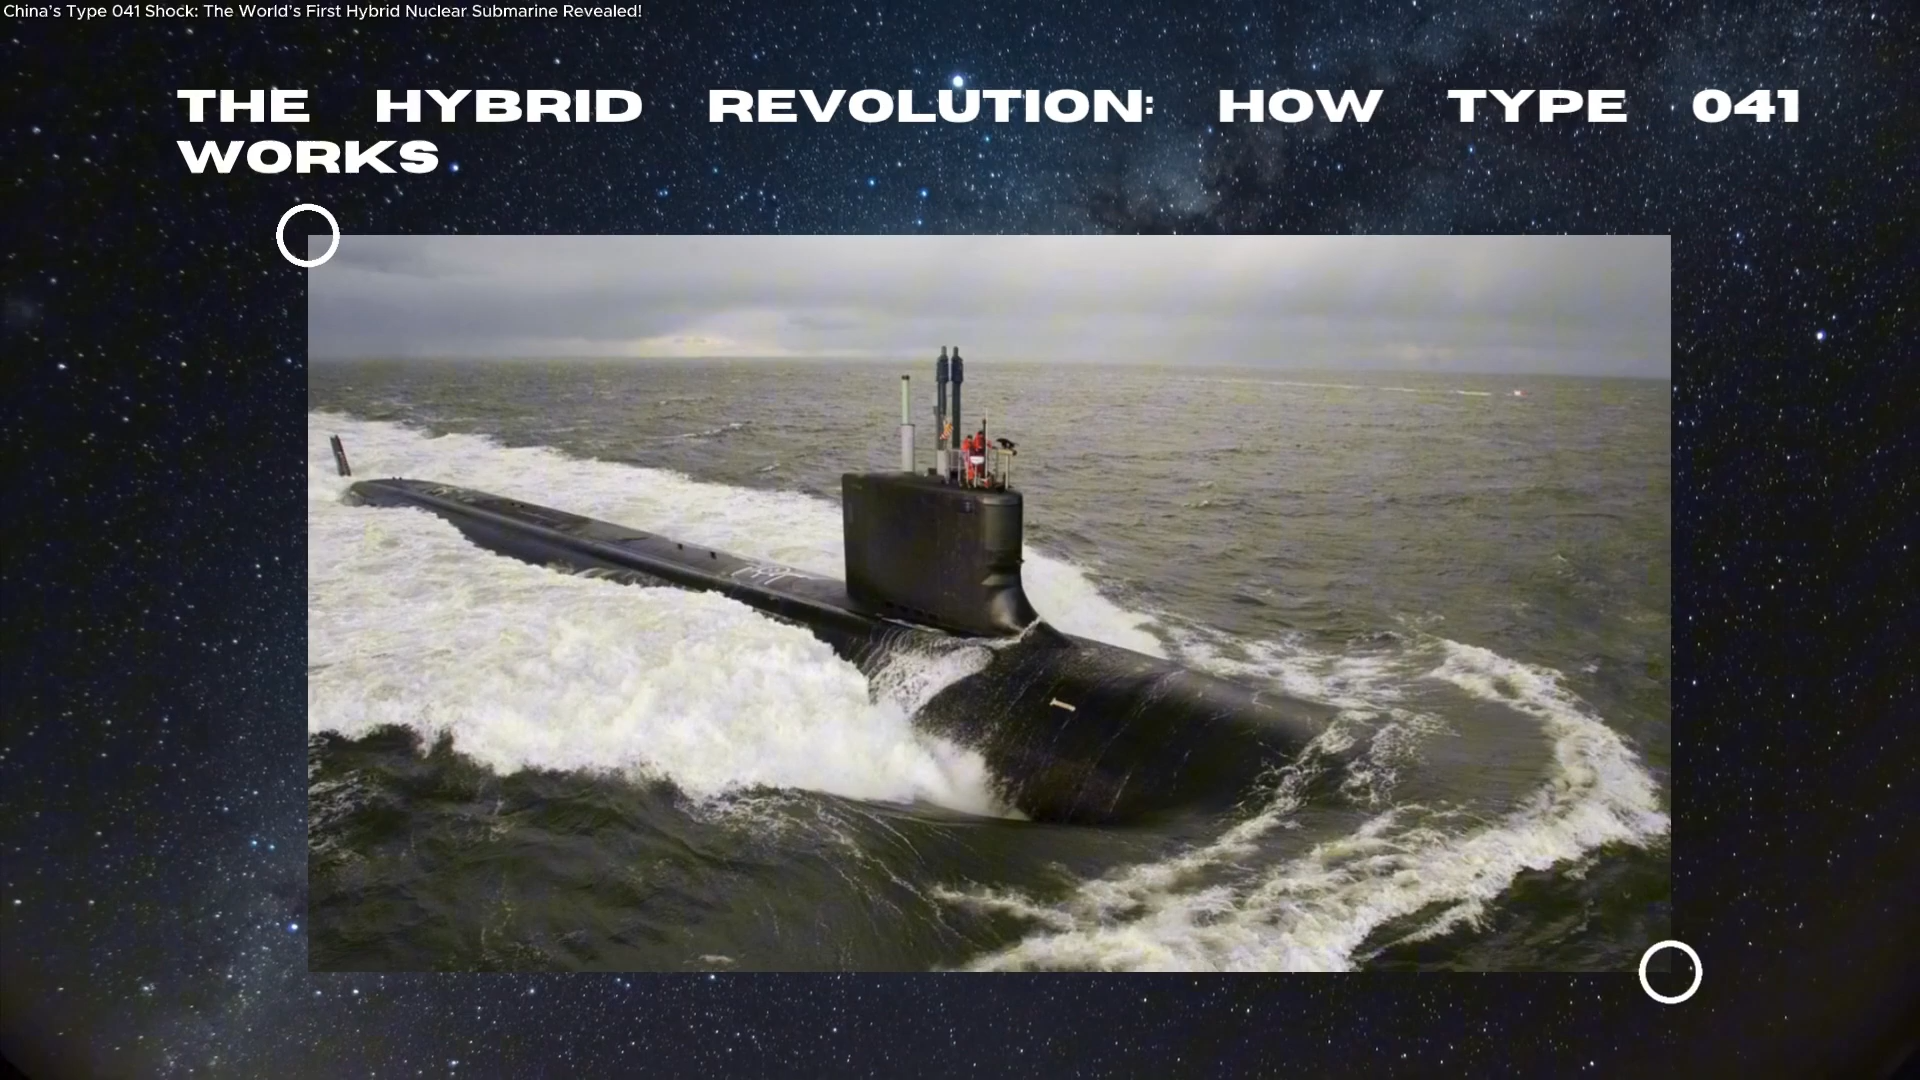 China's Type 041 Shock: The World's First Hybrid Nuclear Submarine Revealed!
THE HYBRID REVOLUTION: HOW TYPE 041
WORKS